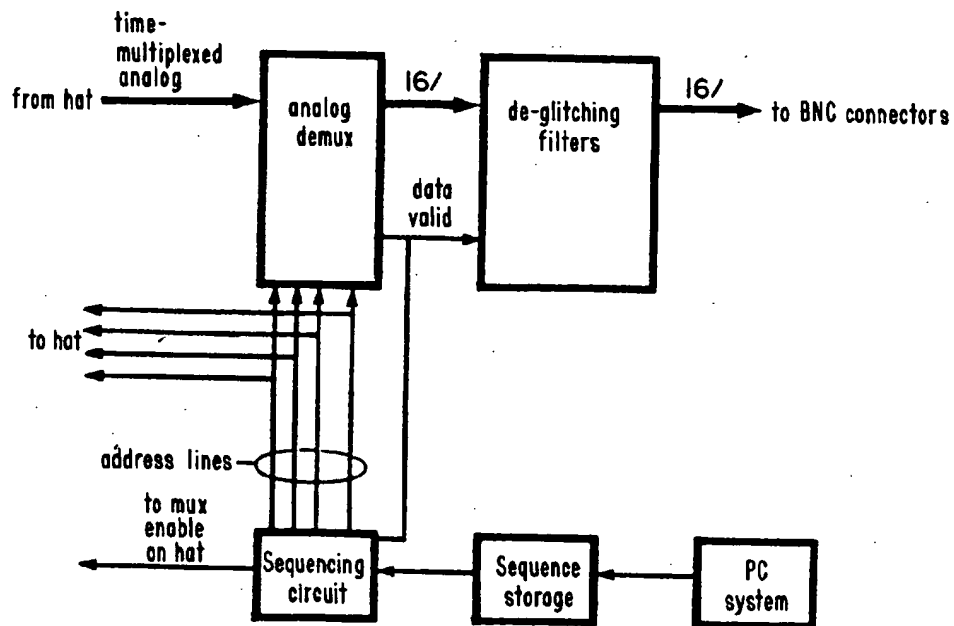 time-
multiplexed
analog
from hat
analog
demux
16/
de-glitching
filters
16/
to BNC connectors
data
valid
to hat
address lines
to mux
enable
on hat
Sequencing
circuit
Sequence
storage
PC
system